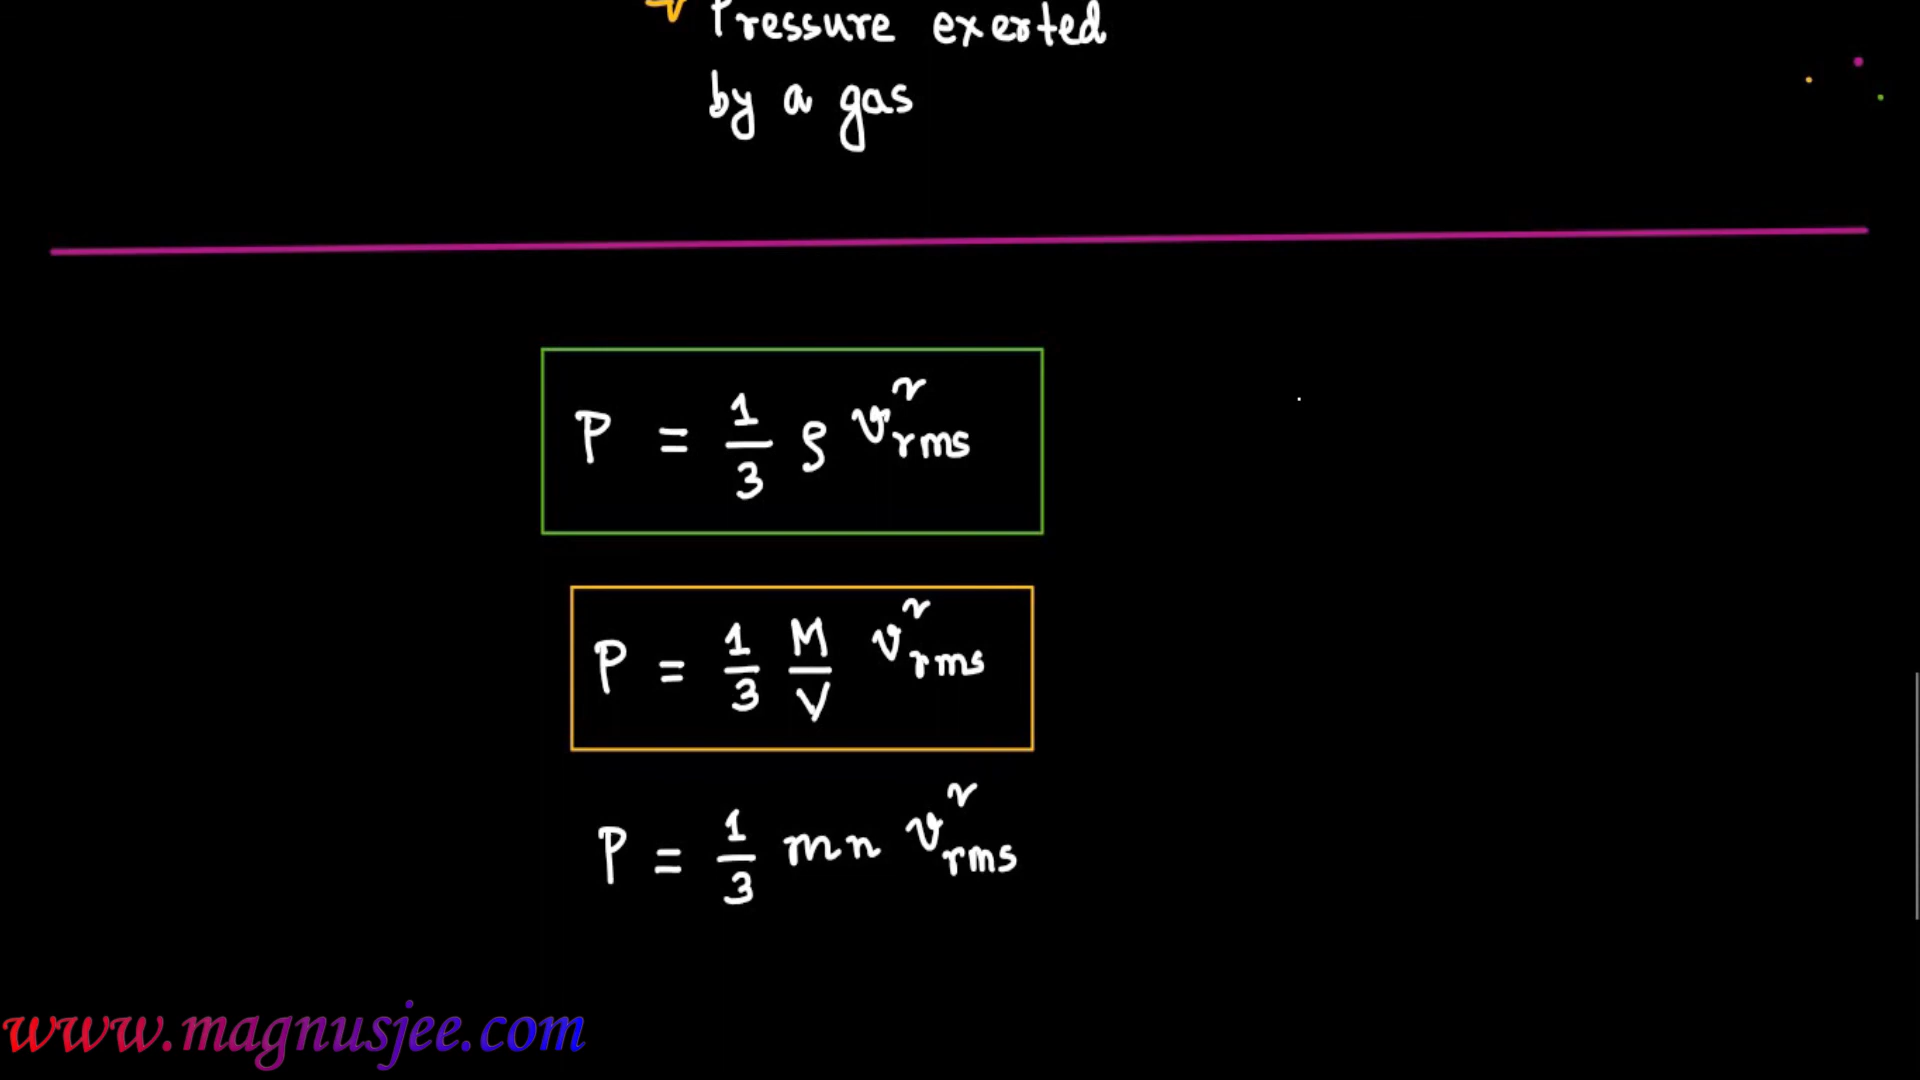 Pressure exerted
by a gas
P = 1/3 ρ v²rms
P = 1/3 M/V v²rms
P = 1/3 mn v²rms
www.magnusjee.com